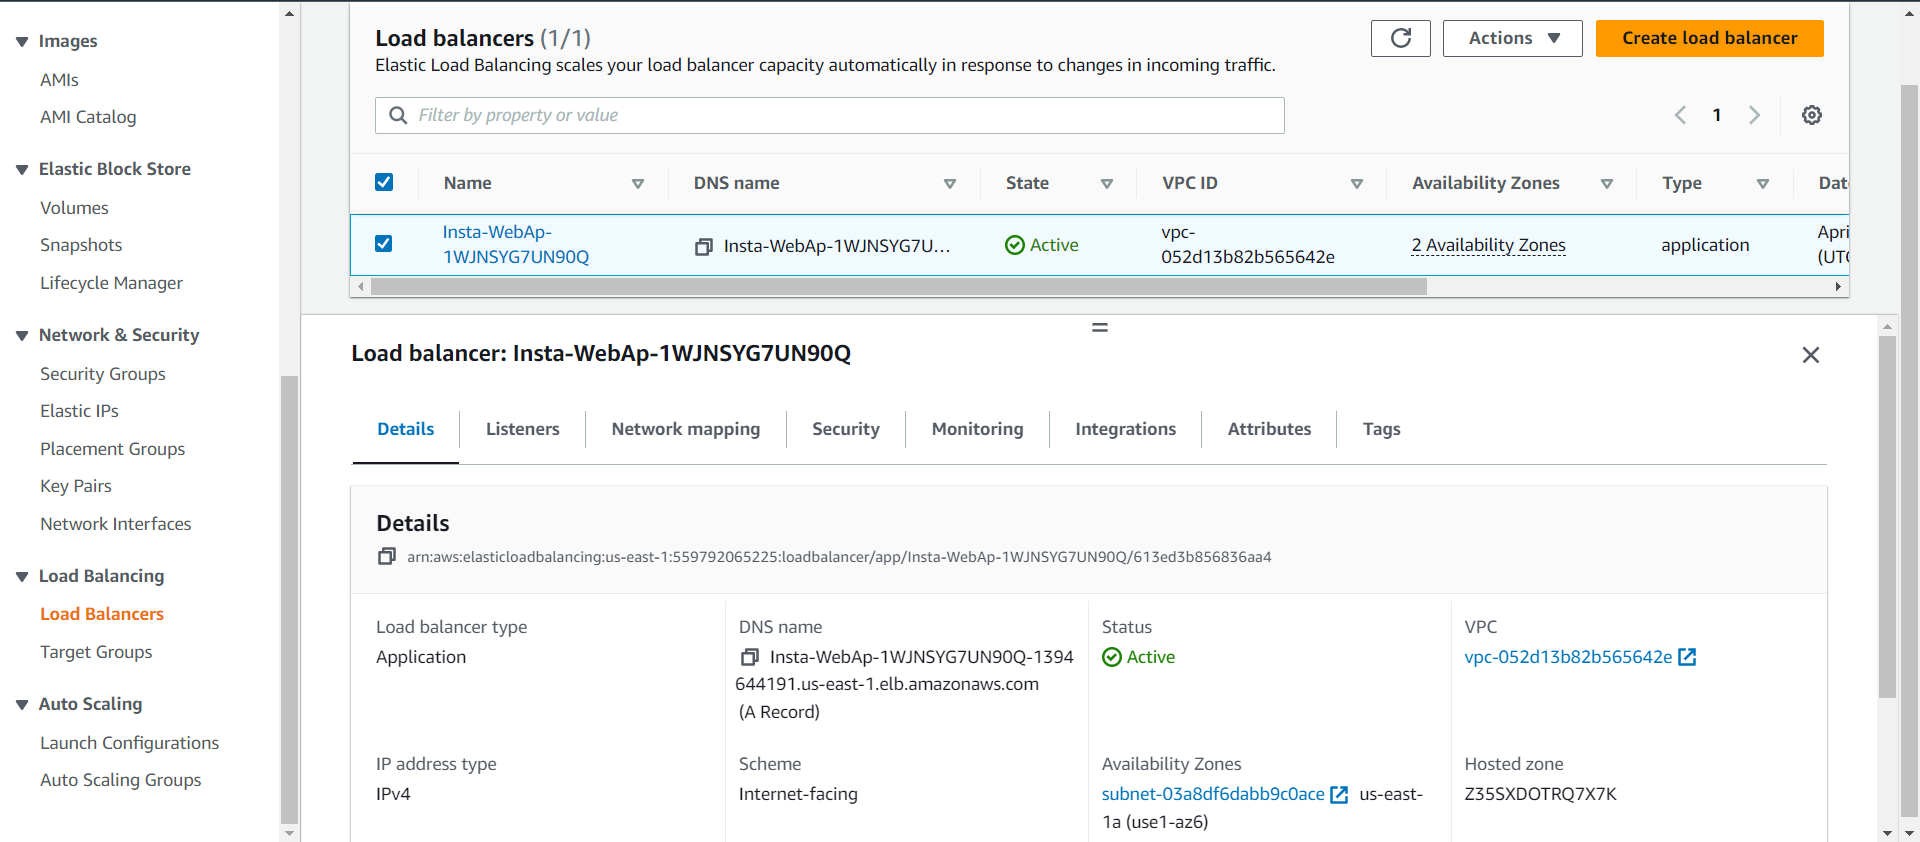 Images
AMIs
AMI Catalog
Elastic Block Store
Volumes
Snapshots
Lifecycle Manager
Network & Security
Security Groups
Elastic IPs
Placement Groups
Key Pairs
Network Interfaces
Load Balancing
Load Balancers
Target Groups
Auto Scaling
Launch Configurations
Auto Scaling Groups
Load balancers (1/1)
Elastic Load Balancing scales your load balancer capacity automatically in response to changes in incoming traffic.
Actions
Create load balancer
Filter by property or value
1
Name
DNS name
State
VPC ID
Availability Zones
Type
Dat
Insta-WebAp-
1WJNSYG7UN90Q
Insta-WebAp-1WJNSYG7U...
Active
vpc-
052d13b82b565642e
2 Availability Zones
application
Apri
(UTC
Load balancer: Insta-WebAp-1WJNSYG7UN90Q
Details
Listeners
Network mapping
Security
Monitoring
Integrations
Attributes
Tags
Details
arn:aws:elasticloadbalancing:us-east-1:559792065225:loadbalancer/app/Insta-WebAp-1WJNSYG7UN90Q/613ed3b856836aa4
Load balancer type
Application
DNS name
Insta-WebAp-1WJNSYG7UN90Q-1394
644191.us-east-1.elb.amazonaws.com
(A Record)
Status
Active
VPC
vpc-052d13b82b565642e
IP address type
IPv4
Scheme
Internet-facing
Availability Zones
subnet-03a8df6dabb9c0ace us-east-
1a (use1-az6)
Hosted zone
Z35SXDOTRQ7X7K